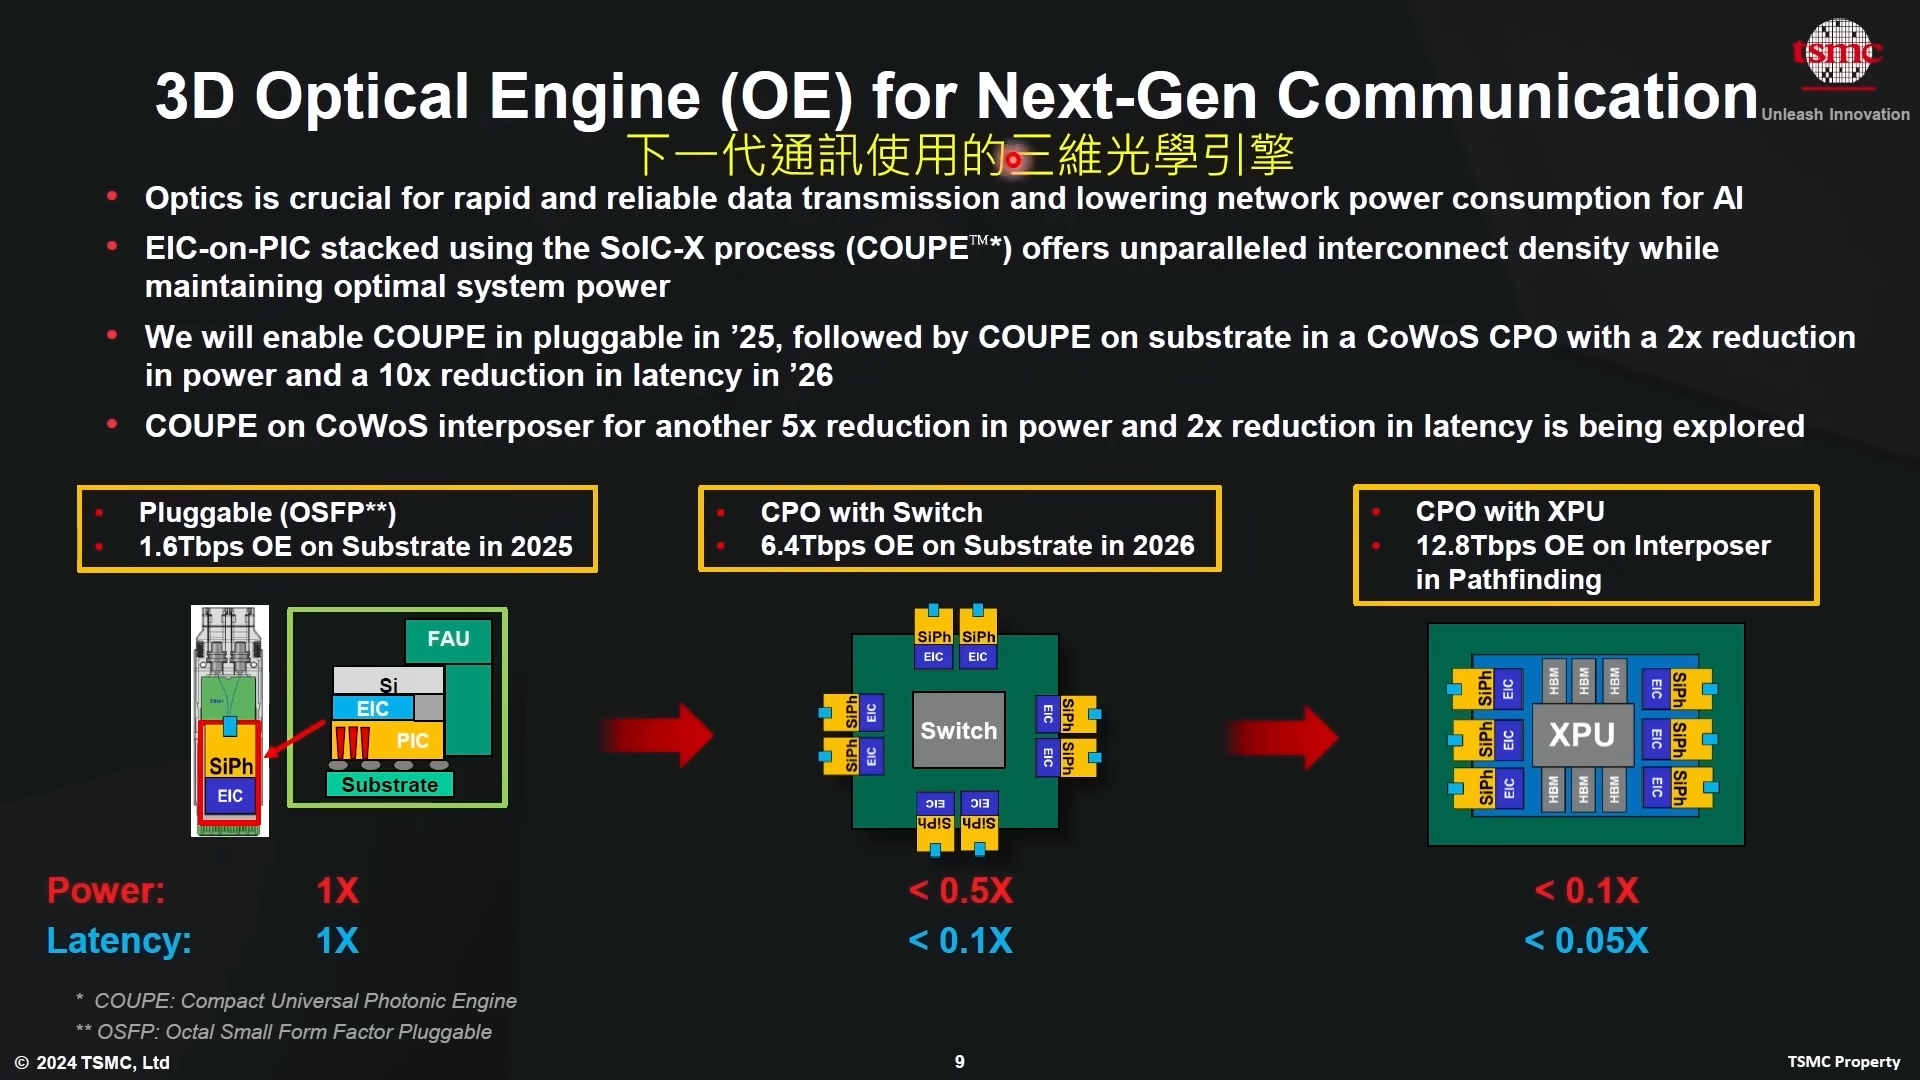 tsmc
Unleash Innovation
3D Optical Engine (OE) for Next-Gen Communication
下一代通訊使用的三維光學引擎
• Optics is crucial for rapid and reliable data transmission and lowering network power consumption for AI
• EIC-on-PIC stacked using the SoIC-X process (COUPE™*) offers unparalleled interconnect density while
maintaining optimal system power
• We will enable COUPE in pluggable in ’25, followed by COUPE on substrate in a CoWoS CPO with a 2x reduction
in power and a 10x reduction in latency in ’26
• COUPE on CoWoS interposer for another 5x reduction in power and 2x reduction in latency is being explored
• Pluggable (OSFP**)
• 1.6Tbps OE on Substrate in 2025
• CPO with Switch
• 6.4Tbps OE on Substrate in 2026
• CPO with XPU
• 12.8Tbps OE on Interposer
in Pathfinding
SiPh
EIC
FAU
Si
EIC
PIC
Substrate
SiPh SiPh
EIC EIC
SiPh EIC
SiPh EIC
Switch
EIC SiPh
EIC SiPh
EIC EIC
SiPh SiPh
SiPh EIC
SiPh EIC
SiPh EIC
HBM HBM HBM
XPU
HBM HBM HBM
EIC SiPh
EIC SiPh
EIC SiPh
Power: 1X < 0.5X < 0.1X
Latency: 1X < 0.1X < 0.05X
* COUPE: Compact Universal Photonic Engine
** OSFP: Octal Small Form Factor Pluggable
© 2024 TSMC, Ltd
9
TSMC Property